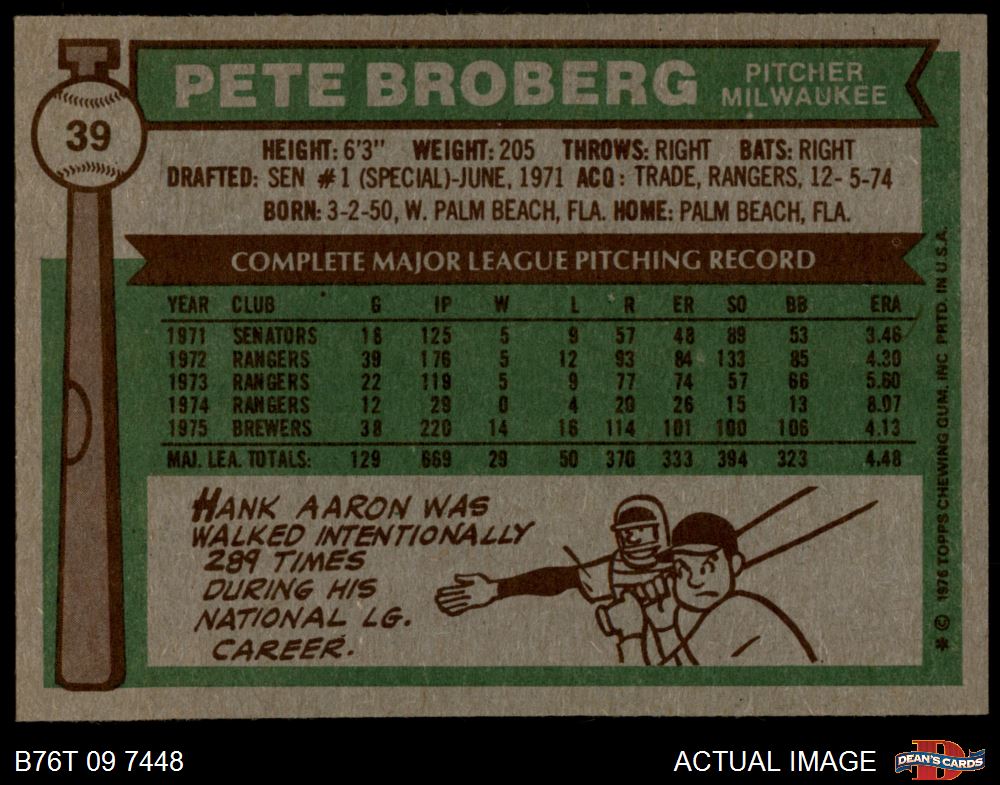 39
PETE BROBERG
PITCHER
MILWAUKEE
HEIGHT: 6'3" WEIGHT: 205 THROWS: RIGHT BATS: RIGHT
DRAFTED: SEN #1 (SPECIAL)-JUNE, 1971 ACQ: TRADE, RANGERS, 12-5-74
BORN: 3-2-50, W. PALM BEACH, FLA. HOME: PALM BEACH, FLA.
COMPLETE MAJOR LEAGUE PITCHING RECORD
YEAR CLUB G IP W L R ER SO BB ERA
1971 SENATORS 18 125 5 9 57 48 89 53 3.46
1972 RANGERS 39 176 5 12 93 84 133 85 4.30
1973 RANGERS 22 119 5 9 77 74 57 66 5.60
1974 RANGERS 12 29 0 4 29 26 15 13 8.07
1975 BREWERS 38 220 14 16 114 101 100 106 4.13
MAJ. LEA. TOTALS: 129 669 29 50 370 333 394 323 4.48
HANK AARON WAS
WALKED INTENTIONALLY
289 TIMES
DURING HIS
NATIONAL LG.
CAREER.
* © 1976 TOPPS CHEWING GUM, INC PRTD. IN U.S.A.
B76T 09 7448
ACTUAL IMAGE
D
DEAN'S CARDS